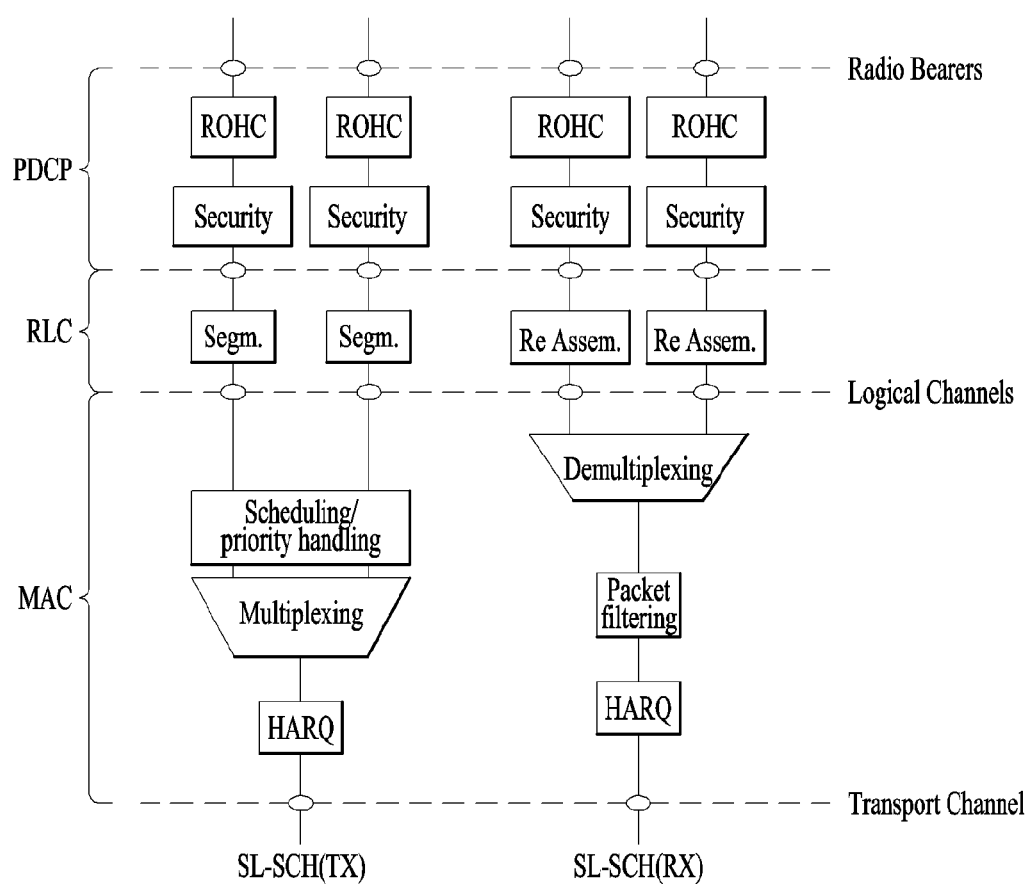 Radio Bearers
ROHC ROHC ROHC ROHC
PDCP
Security Security Security Security
RLC
Segm. Segm. Re Assem. Re Assem.
Logical Channels
Demultiplexing
Scheduling/
priority handling
MAC
Multiplexing
Packet
filtering
HARQ HARQ
Transport Channel
SL-SCH(TX) SL-SCH(RX)